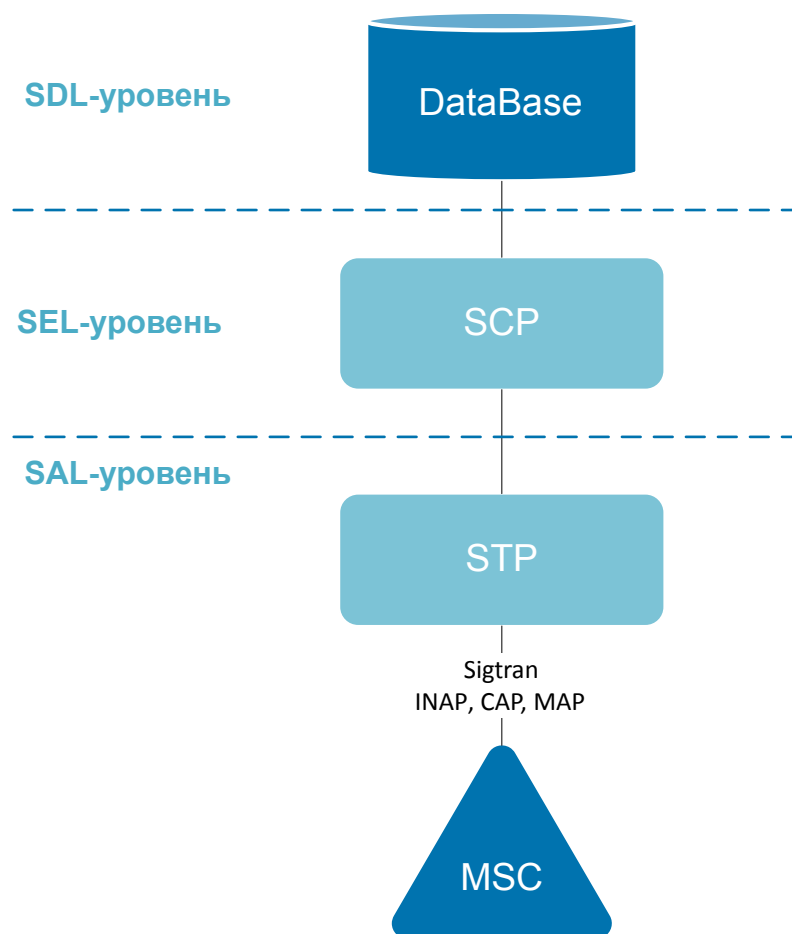 SDL-уровень
DataBase
SEL-уровень
SCP
SAL-уровень
STP
Sigtran
INAP, CAP, MAP
MSC